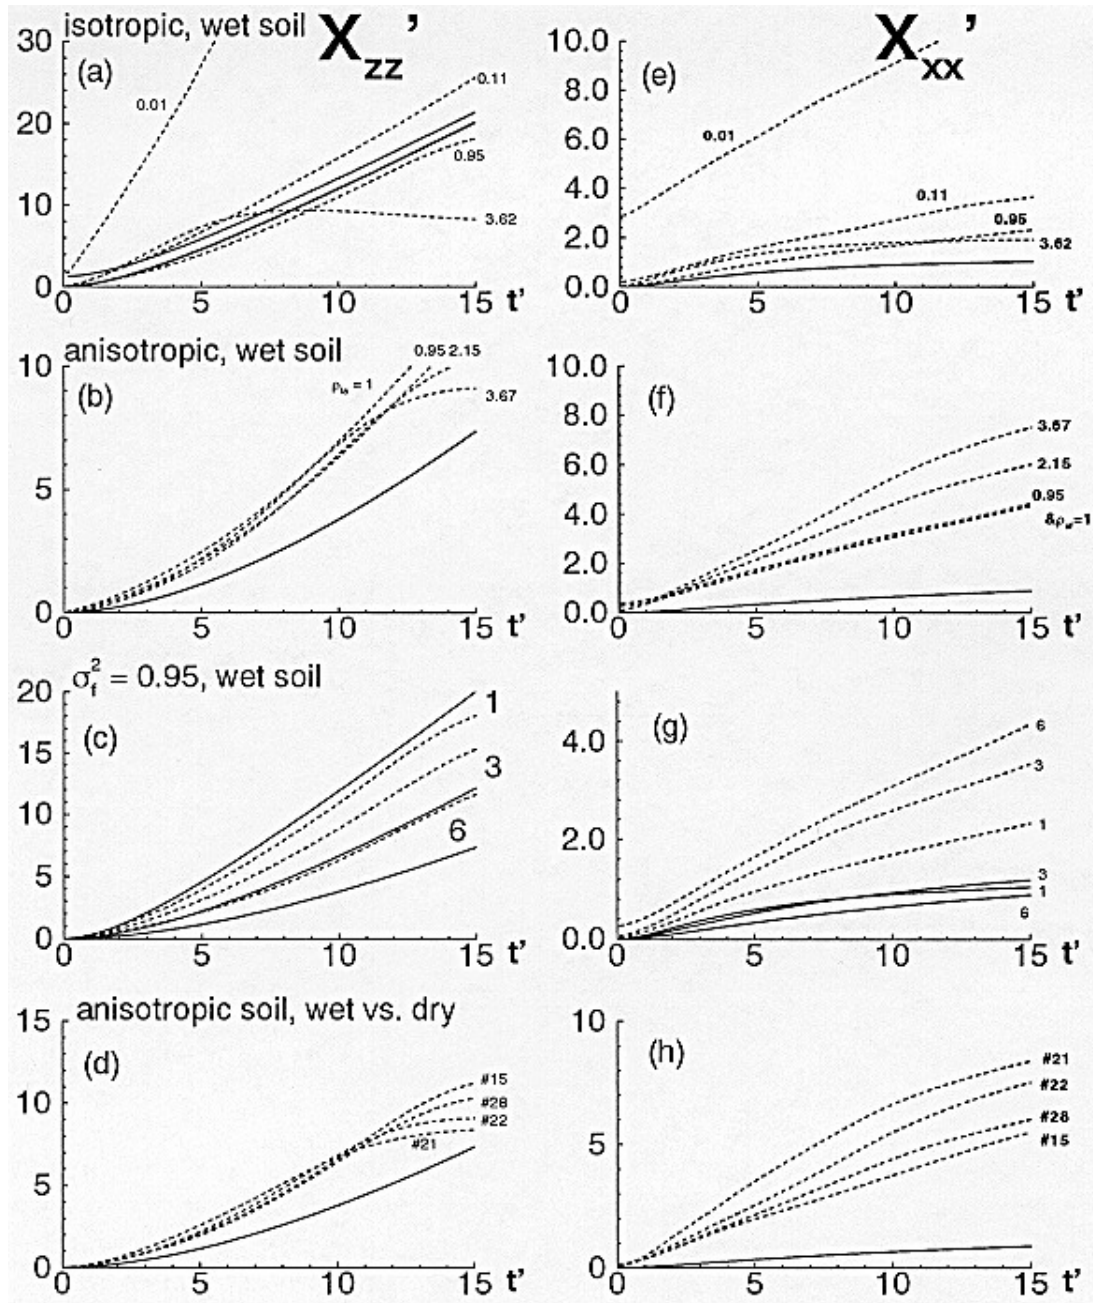 isotropic, wet soil X zz ' X xx '
30 (a) 0.01 0.11 10.0 (e)
8.0
20 0.95 6.0 0.01
10 3.62 4.0 0.11
2.0 0.95 3.62
0 0.0
0 5 10 15 t' 0 5 10 15 t'
anisotropic, wet soil 0.95 2.15
10 (b) = 1 3.67 10.0 (f)
8.0 3.67
6.0 2.15
5 4.0 0.95
=1
2.0
0 0.0
0 5 10 15 t' 0 5 10 15 t'
σf² = 0.95, wet soil
20 (c) 1 (g)
15 3 4.0 6
3
10 6 2.0 1
5 3
1
0 0.0 6
0 5 10 15 t' 0 5 10 15 t'
anisotropic soil, wet vs. dry
15 (d) 10 (h)
#15 #21
10 #28 #22
#22 5 #28
5 #21 #15
0 0
0 5 10 15 t' 0 5 10 15 t'